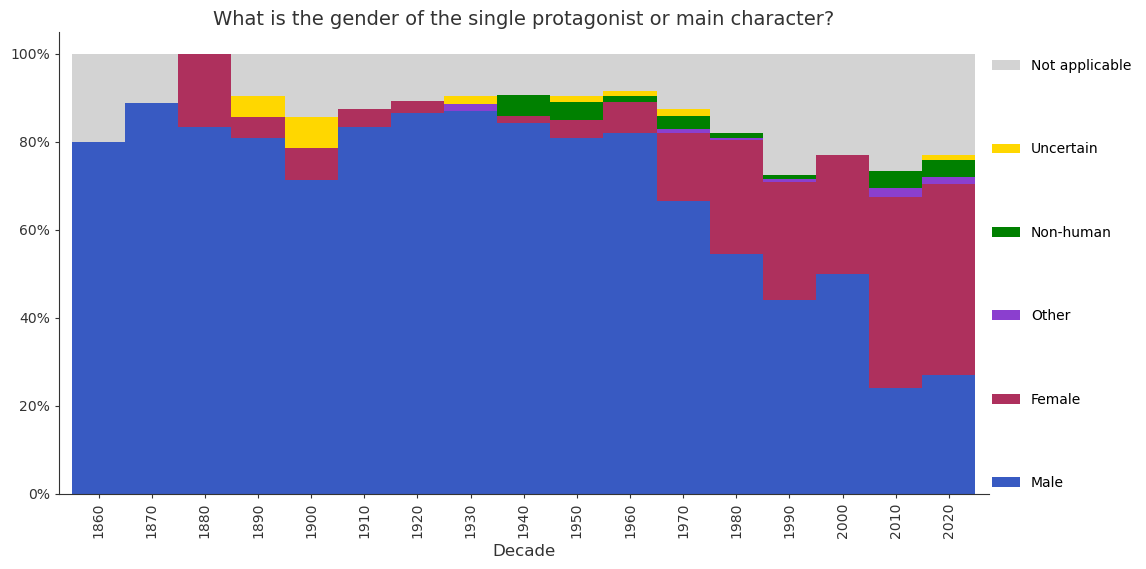 What is the gender of the single protagonist or main character?
100%
80%
60%
40%
20%
0%
1860
1870
1880
1890
1900
1910
1920
1930
1940
1950
1960
1970
1980
1990
2000
2010
2020
Decade
Not applicable
Uncertain
Non-human
Other
Female
Male